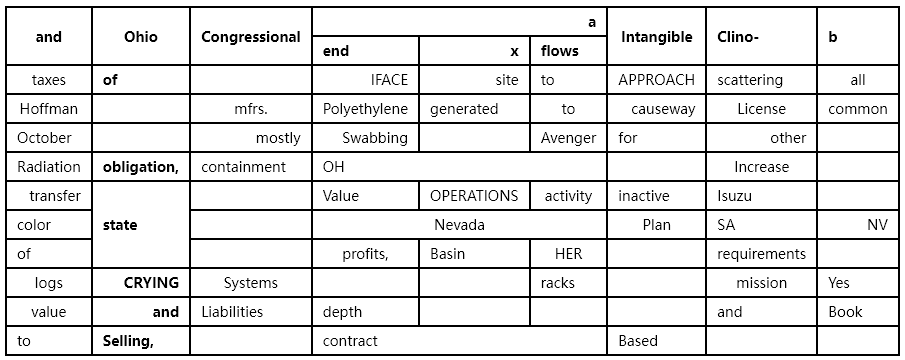 and Ohio Congressional a Intangible Clino- b
end x flows
taxes of IFACE site to APPROACH scattering all
Hoffman mfrs. Polyethylene generated to causeway License common
October mostly Swabbing Avenger for other
Radiation obligation, containment OH Increase
transfer state Value OPERATIONS activity inactive Isuzu
color Nevada Plan SA NV
of profits, Basin HER requirements
logs CRYING Systems racks mission Yes
value and Liabilities depth and Book
to Selling, contract Based